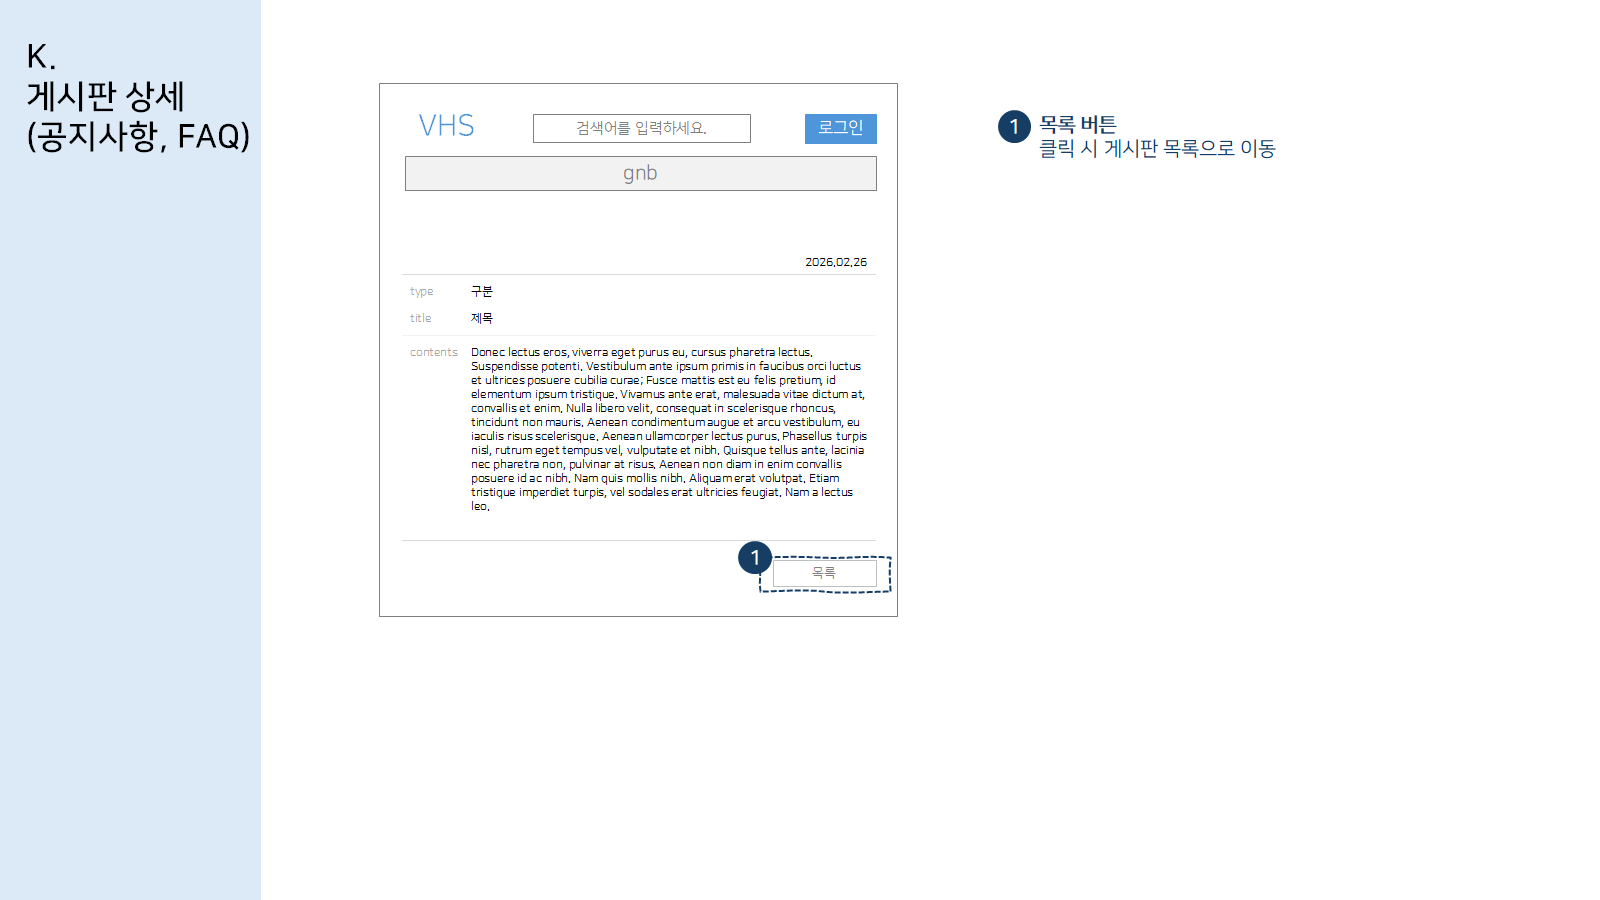 K.
게시판 상세
(공지사항, FAQ)
VHS
검색어를 입력하세요.
로그인
gnb
2026.02.26
type 구분
title 제목
contents Donec lectus eros, viverra eget purus eu, cursus pharetra lectus.
Suspendisse potenti. Vestibulum ante ipsum primis in faucibus orci luctus
et ultrices posuere cubilia curae; Fusce mattis est eu felis pretium, id
elementum ipsum tristique. Vivamus ante erat, malesuada vitae dictum at,
convallis et enim. Nulla libero velit, consequat in scelerisque rhoncus,
tincidunt non mauris. Aenean condimentum augue et arcu vestibulum, eu
iaculis risus scelerisque. Aenean ullamcorper lectus purus. Phasellus turpis
nisl, rutrum eget tempus vel, vulputate et nibh. Quisque tellus ante, lacinia
nec pharetra non, pulvinar at risus. Aenean non diam in enim convallis
posuere id ac nibh. Nam quis mollis nibh. Aliquam erat volutpat. Etiam
tristique imperdiet turpis, vel sodales erat ultricies feugiat. Nam a lectus
leo.
1
목록
1 목록 버튼
클릭 시 게시판 목록으로 이동